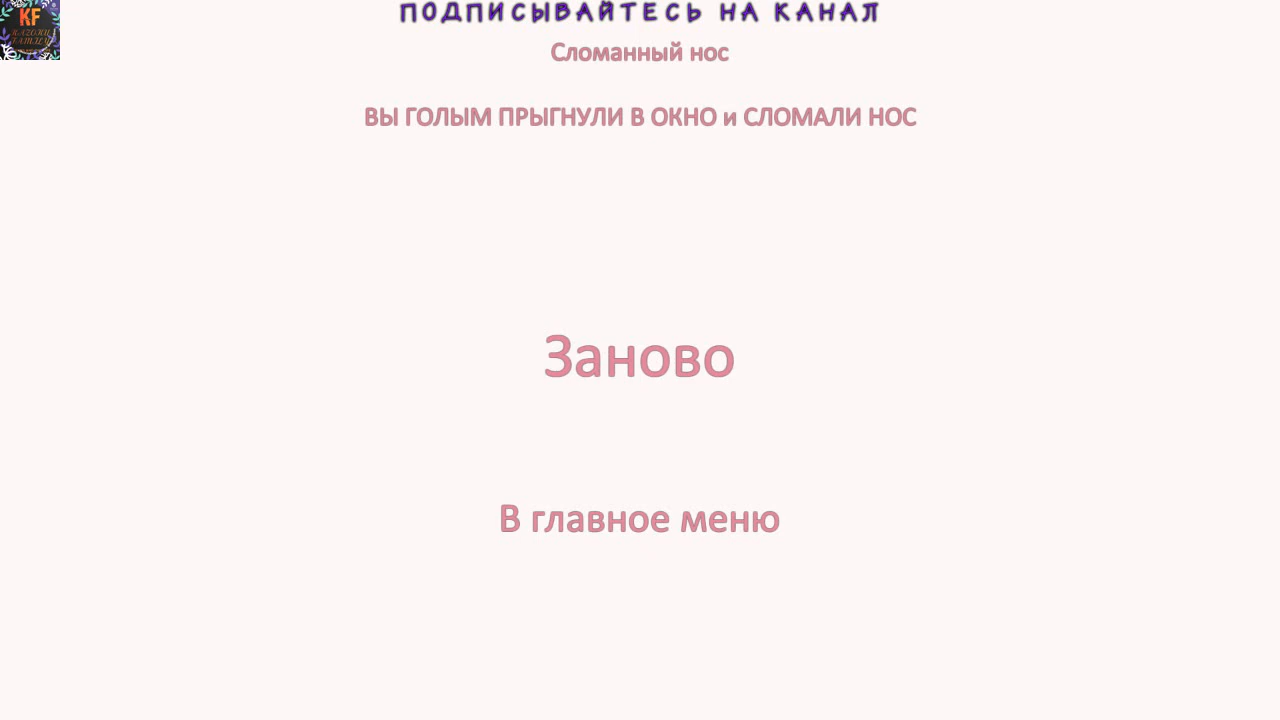 KF
ПОДПИСЫВАЙТЕСЬ НА КАНАЛ
Сломанный нос
ВЫ ГОЛЫМ ПРЫГНУЛИ В ОКНО и СЛОМАЛИ НОС
Заново
В главное меню